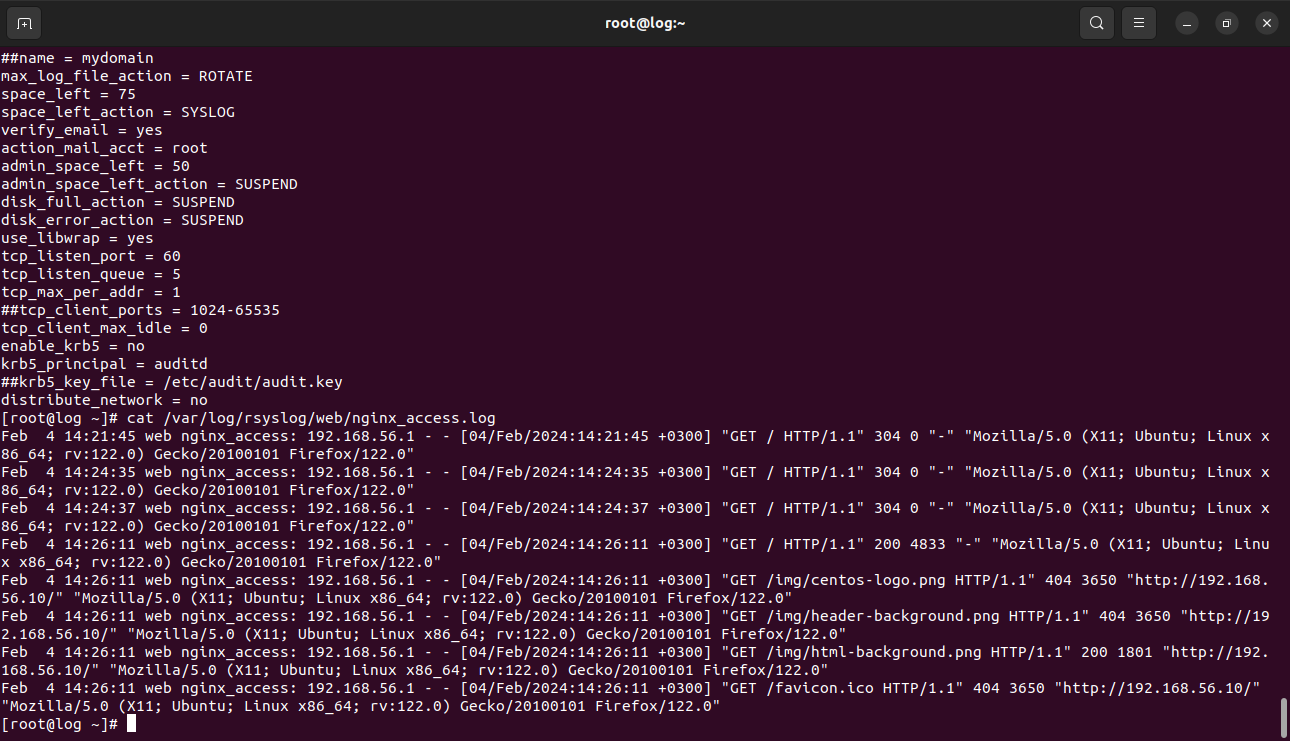 root@log:~
##name = mydomain
max_log_file_action = ROTATE
space_left = 75
space_left_action = SYSLOG
verify_email = yes
action_mail_acct = root
admin_space_left = 50
admin_space_left_action = SUSPEND
disk_full_action = SUSPEND
disk_error_action = SUSPEND
use_libwrap = yes
tcp_listen_port = 60
tcp_listen_queue = 5
tcp_max_per_addr = 1
##tcp_client_ports = 1024-65535
tcp_client_max_idle = 0
enable_krb5 = no
krb5_principal = auditd
##krb5_key_file = /etc/audit/audit.key
distribute_network = no
[root@log ~]# cat /var/log/rsyslog/web/nginx_access.log
Feb  4 14:21:45 web nginx_access: 192.168.56.1 - - [04/Feb/2024:14:21:45 +0300] "GET / HTTP/1.1" 304 0 "-" "Mozilla/5.0 (X11; Ubuntu; Linux x
86_64; rv:122.0) Gecko/20100101 Firefox/122.0"
Feb  4 14:24:35 web nginx_access: 192.168.56.1 - - [04/Feb/2024:14:24:35 +0300] "GET / HTTP/1.1" 304 0 "-" "Mozilla/5.0 (X11; Ubuntu; Linux x
86_64; rv:122.0) Gecko/20100101 Firefox/122.0"
Feb  4 14:24:37 web nginx_access: 192.168.56.1 - - [04/Feb/2024:14:24:37 +0300] "GET / HTTP/1.1" 304 0 "-" "Mozilla/5.0 (X11; Ubuntu; Linux x
86_64; rv:122.0) Gecko/20100101 Firefox/122.0"
Feb  4 14:26:11 web nginx_access: 192.168.56.1 - - [04/Feb/2024:14:26:11 +0300] "GET / HTTP/1.1" 200 4833 "-" "Mozilla/5.0 (X11; Ubuntu; Linu
x x86_64; rv:122.0) Gecko/20100101 Firefox/122.0"
Feb  4 14:26:11 web nginx_access: 192.168.56.1 - - [04/Feb/2024:14:26:11 +0300] "GET /img/centos-logo.png HTTP/1.1" 404 3650 "http://192.168.
56.10/" "Mozilla/5.0 (X11; Ubuntu; Linux x86_64; rv:122.0) Gecko/20100101 Firefox/122.0"
Feb  4 14:26:11 web nginx_access: 192.168.56.1 - - [04/Feb/2024:14:26:11 +0300] "GET /img/header-background.png HTTP/1.1" 404 3650 "http://19
2.168.56.10/" "Mozilla/5.0 (X11; Ubuntu; Linux x86_64; rv:122.0) Gecko/20100101 Firefox/122.0"
Feb  4 14:26:11 web nginx_access: 192.168.56.1 - - [04/Feb/2024:14:26:11 +0300] "GET /img/html-background.png HTTP/1.1" 200 1801 "http://192.
168.56.10/" "Mozilla/5.0 (X11; Ubuntu; Linux x86_64; rv:122.0) Gecko/20100101 Firefox/122.0"
Feb  4 14:26:11 web nginx_access: 192.168.56.1 - - [04/Feb/2024:14:26:11 +0300] "GET /favicon.ico HTTP/1.1" 404 3650 "http://192.168.56.10/"
"Mozilla/5.0 (X11; Ubuntu; Linux x86_64; rv:122.0) Gecko/20100101 Firefox/122.0"
[root@log ~]#